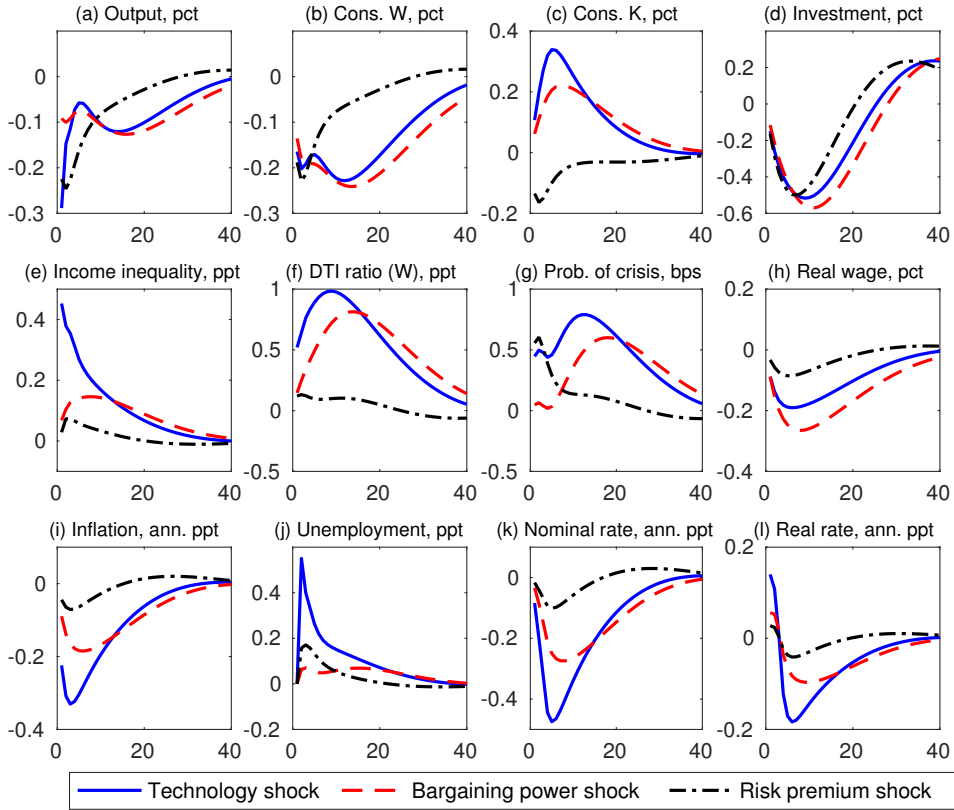 (a) Output, pct
(b) Cons. W, pct
(c) Cons. K, pct
(d) Investment, pct
0
-0.1
-0.2
-0.3
0 20 40
0.1
0
-0.1
-0.2
-0.3
0 20 40
0.4
0.2
0
-0.2
0 20 40
0.2
0
-0.2
-0.4
-0.6
0 20 40
(e) Income inequality, ppt
(f) DTI ratio (W), ppt
(g) Prob. of crisis, bps
(h) Real wage, pct
0.4
0.2
0
0 20 40
1
0.5
0
-0.5
0 20 40
1
0.5
0
-0.5
0 20 40
0.2
0
-0.2
-0.4
0 20 40
(i) Inflation, ann. ppt
(j) Unemployment, ppt
(k) Nominal rate, ann. ppt
(l) Real rate, ann. ppt
0
-0.2
-0.4
0 20 40
0.6
0.4
0.2
0
-0.2
0 20 40
0
-0.2
-0.4
0 20 40
0.2
0
-0.2
0 20 40
Technology shock
Bargaining power shock
Risk premium shock